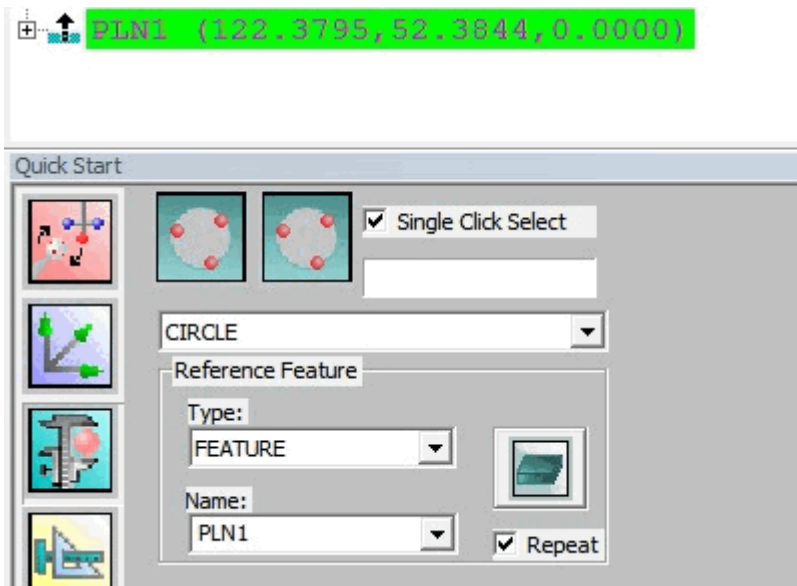 PLN1 (122.3795,52.3844,0.0000)
Quick Start
Single Click Select
CIRCLE
Reference Feature
Type:
FEATURE
Name:
PLN1
Repeat